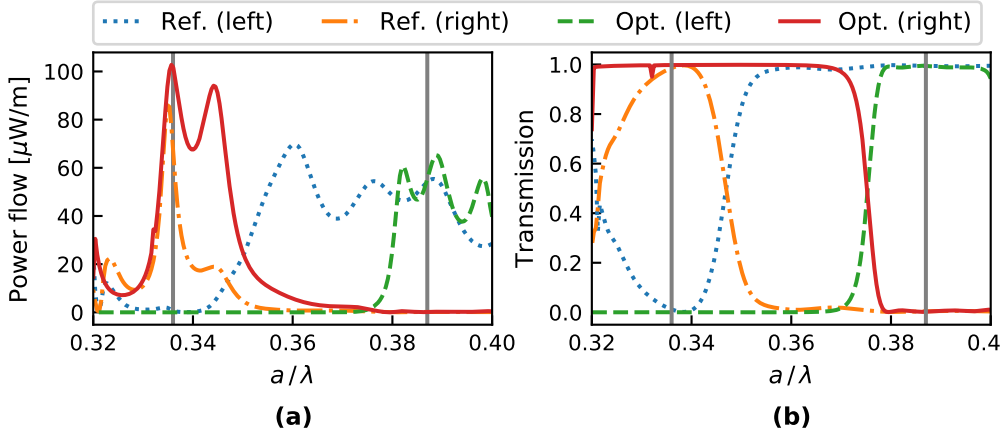 Ref. (left) Ref. (right) Opt. (left) Opt. (right)
Power flow [μW/m]
100
80
60
40
20
0
0.32 0.34 0.36 0.38 0.40
a / λ
(a)
Transmission
1.0
0.8
0.6
0.4
0.2
0.0
0.32 0.34 0.36 0.38 0.40
a / λ
(b)